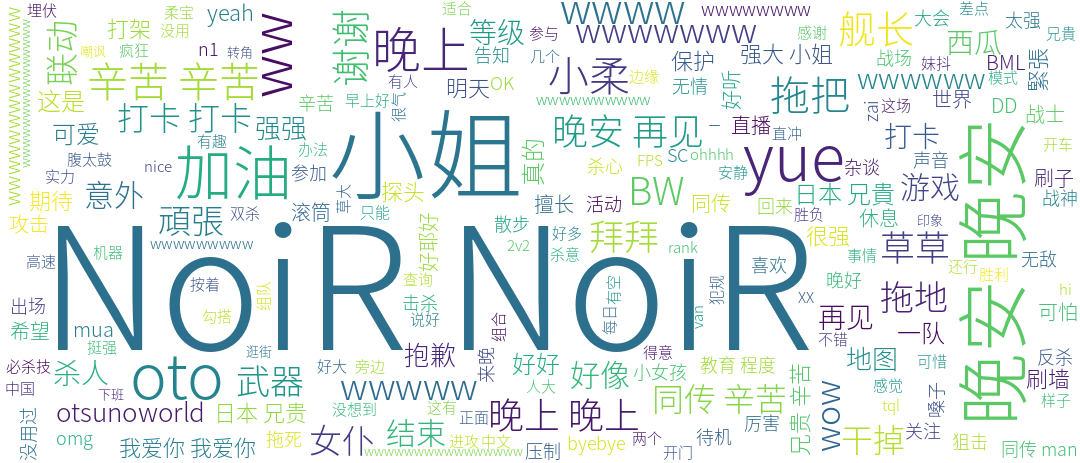 埋伏
柔宝
yeah
适合
wwwww
wwwwwwww
差点
太强
兄貴
打架
没用
n1
谢谢
晚上
等级
参与
wwwwwww
感谢
舰长
大会
西瓜
联动
潮讽
疯狂
转角
W W
告知
几个
保护
强大 小姐
战场
妹抖
BML
緊張
辛苦 辛苦
有人
明天
OK
小柔
边缘
无情
wwwwwww
模式
这是
辛苦
早上好
很气
wwwwwwwwww
好听
拖把
zai
世界
DD
战士
可爱
打卡 打卡
强强
小姐
晚安 再见
一
直播
直冲
这场
打卡
开车
晚安 晚安
有趣
办法
真的
FPS
SC
ohhhh
yue
声音
腹太鼓
nice
加油
参加
杀心
安静
杂谈
刷子
实力
意外
探头
BW
日本 兄貴
游戏
战神
期待
双杀
草大
只能
擅长
活动
同传
回来
胜负
休息
印象
攻击
頑張
滚筒
散步
好多
拜拜
很强
草草
无敌
wwwwwwwww
好耶好
2v2
杀意
rank
事情
还行
机器
NoiR NoiR
喜欢
高速
按着
组队
查询
每日有空
犯规
晚好
胜利
hi
出场
勾搭
击杀
van
XX
拖地
可怕
希望
mua
说好
组合
再见
一队
挺强
逛街
抱歉
来晚
得意
不错
反杀
必杀技
杀人
oto
武器
好大
旁边
好好
好像
小女孩
教育 程度
地图
可惜
刷墙
中国
下班
wwwww
人大
同传 辛苦
兄贵 辛苦
wow
感觉
样子
没用过
otsunoworld
日本 兄贵
没想到
这有
正面
晚上 晚上
tql
嗓子
omg
我爱你 我爱你
拖死
女仆
结束
进攻
中文
压制
byebye
两个
待机
厉害
干掉
关注
狙击
wwwwwwwwwwwwwwwww
开门
同传 man